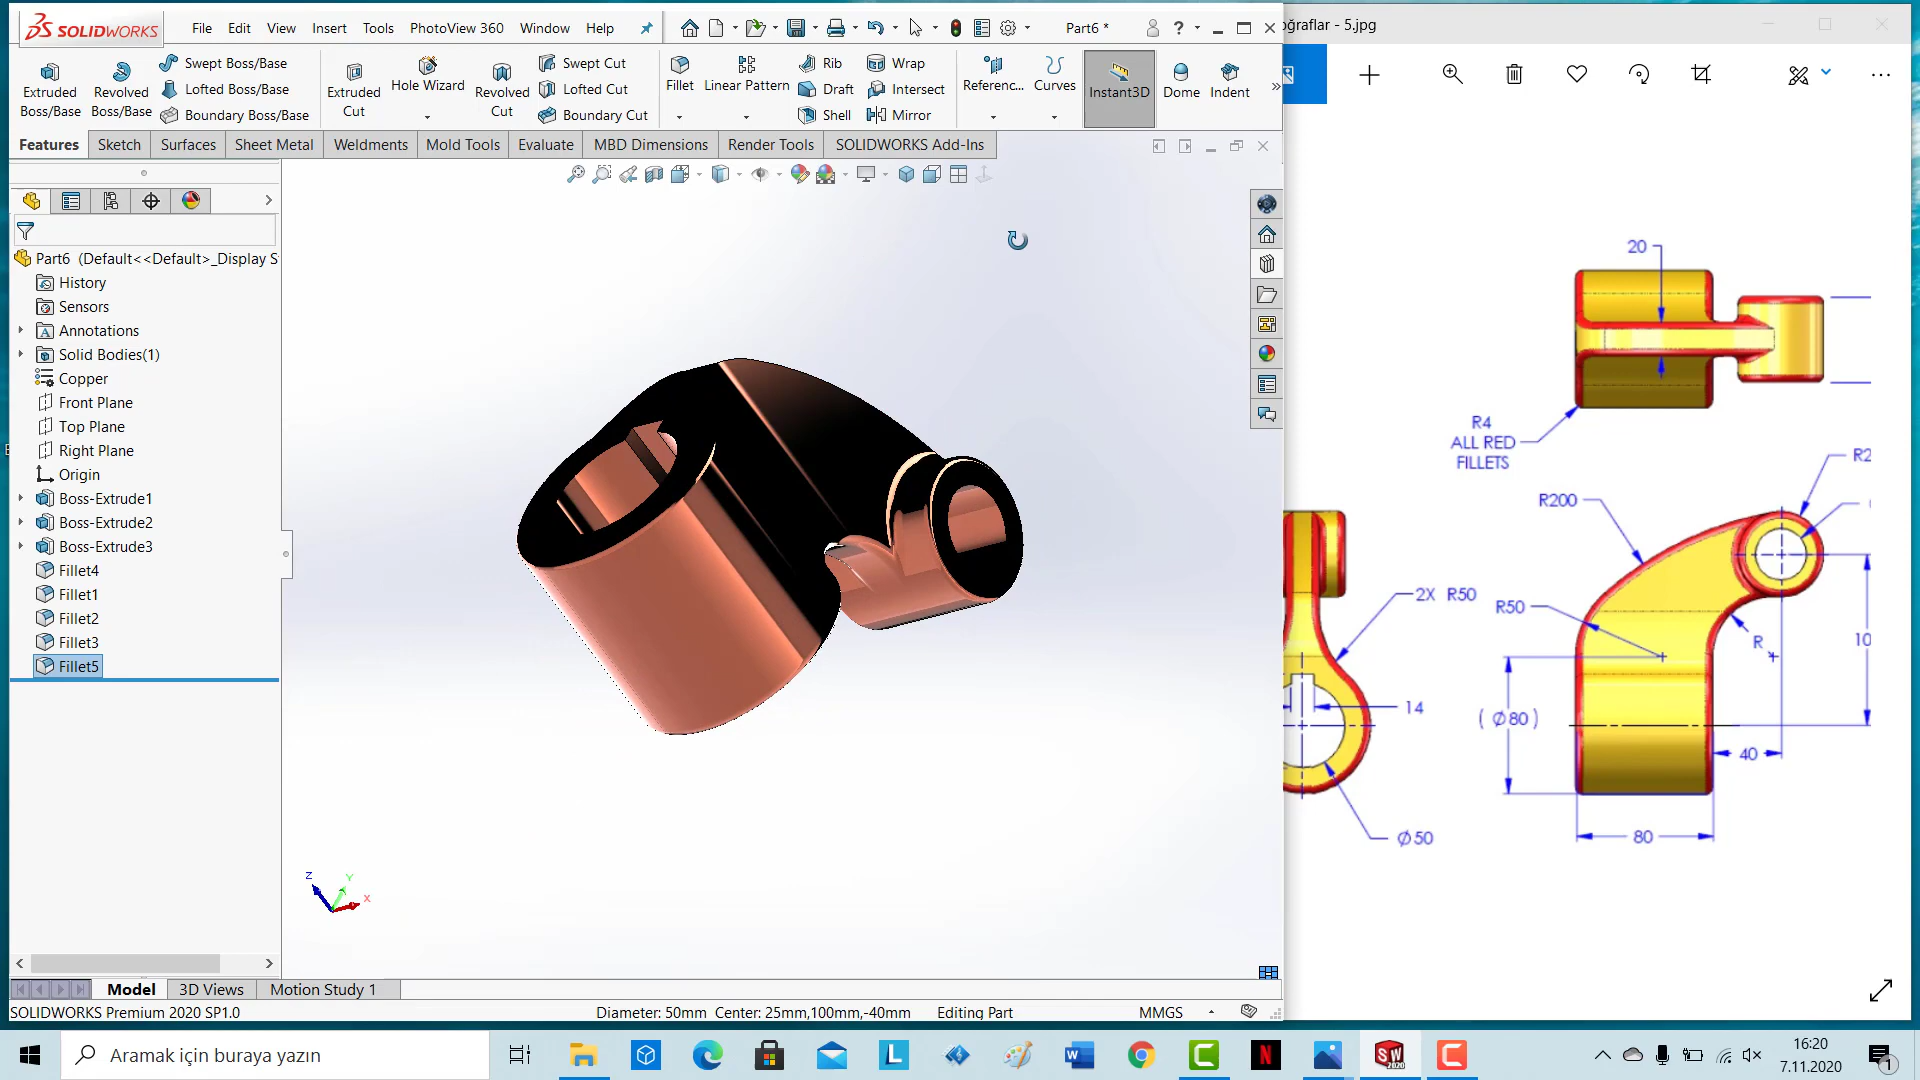 SOLIDWORKS
File Edit View Insert Tools PhotoView 360 Window Help
Part6 *
?
oğraflar - 5.jpg
Extruded Boss/Base
Revolved Boss/Base
Swept Boss/Base
Lofted Boss/Base
Boundary Boss/Base
Extruded Cut
Hole Wizard
Revolved Cut
Swept Cut
Lofted Cut
Boundary Cut
Fillet
Linear Pattern
Rib
Draft
Shell
Wrap
Intersect
Mirror
Referenc...
Curves
Instant3D
Dome
Indent
Features Sketch Surfaces Sheet Metal Weldments Mold Tools Evaluate MBD Dimensions Render Tools SOLIDWORKS Add-Ins
Part6 (Default<<Default>_Display S
History
Sensors
Annotations
Solid Bodies(1)
Copper
Front Plane
Top Plane
Right Plane
Origin
Boss-Extrude1
Boss-Extrude2
Boss-Extrude3
Fillet4
Fillet1
Fillet2
Fillet3
Fillet5
Z
Y
X
20
R4
ALL RED
FILLETS
R2
R200
2X R50
R50
R
10
14
( Ø80 )
40
Ø50
80
Model 3D Views Motion Study 1
SOLIDWORKS Premium 2020 SP1.0
Diameter: 50mm Center: 25mm,100mm,-40mm
Editing Part
MMGS
Aramak için buraya yazın
16:20
7.11.2020
1